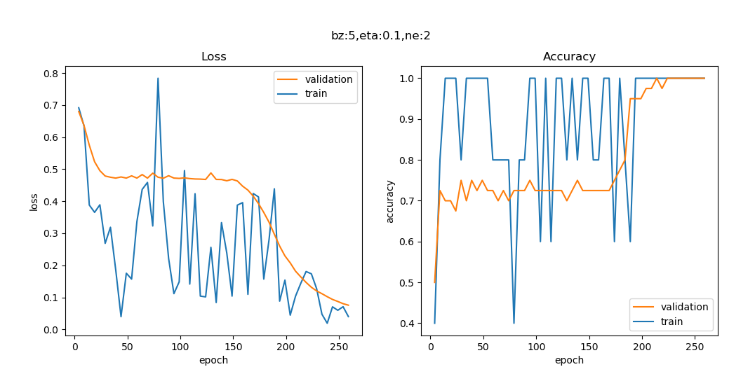 bz:5,eta:0.1,ne:2
Loss
validation
train
0.8
0.7
0.6
0.5
0.4
0.3
0.2
0.1
0.0
loss
0
50
100
150
200
250
epoch
Accuracy
1.0
0.9
0.8
0.7
0.6
0.5
0.4
accuracy
validation
train
0
50
100
150
200
250
epoch